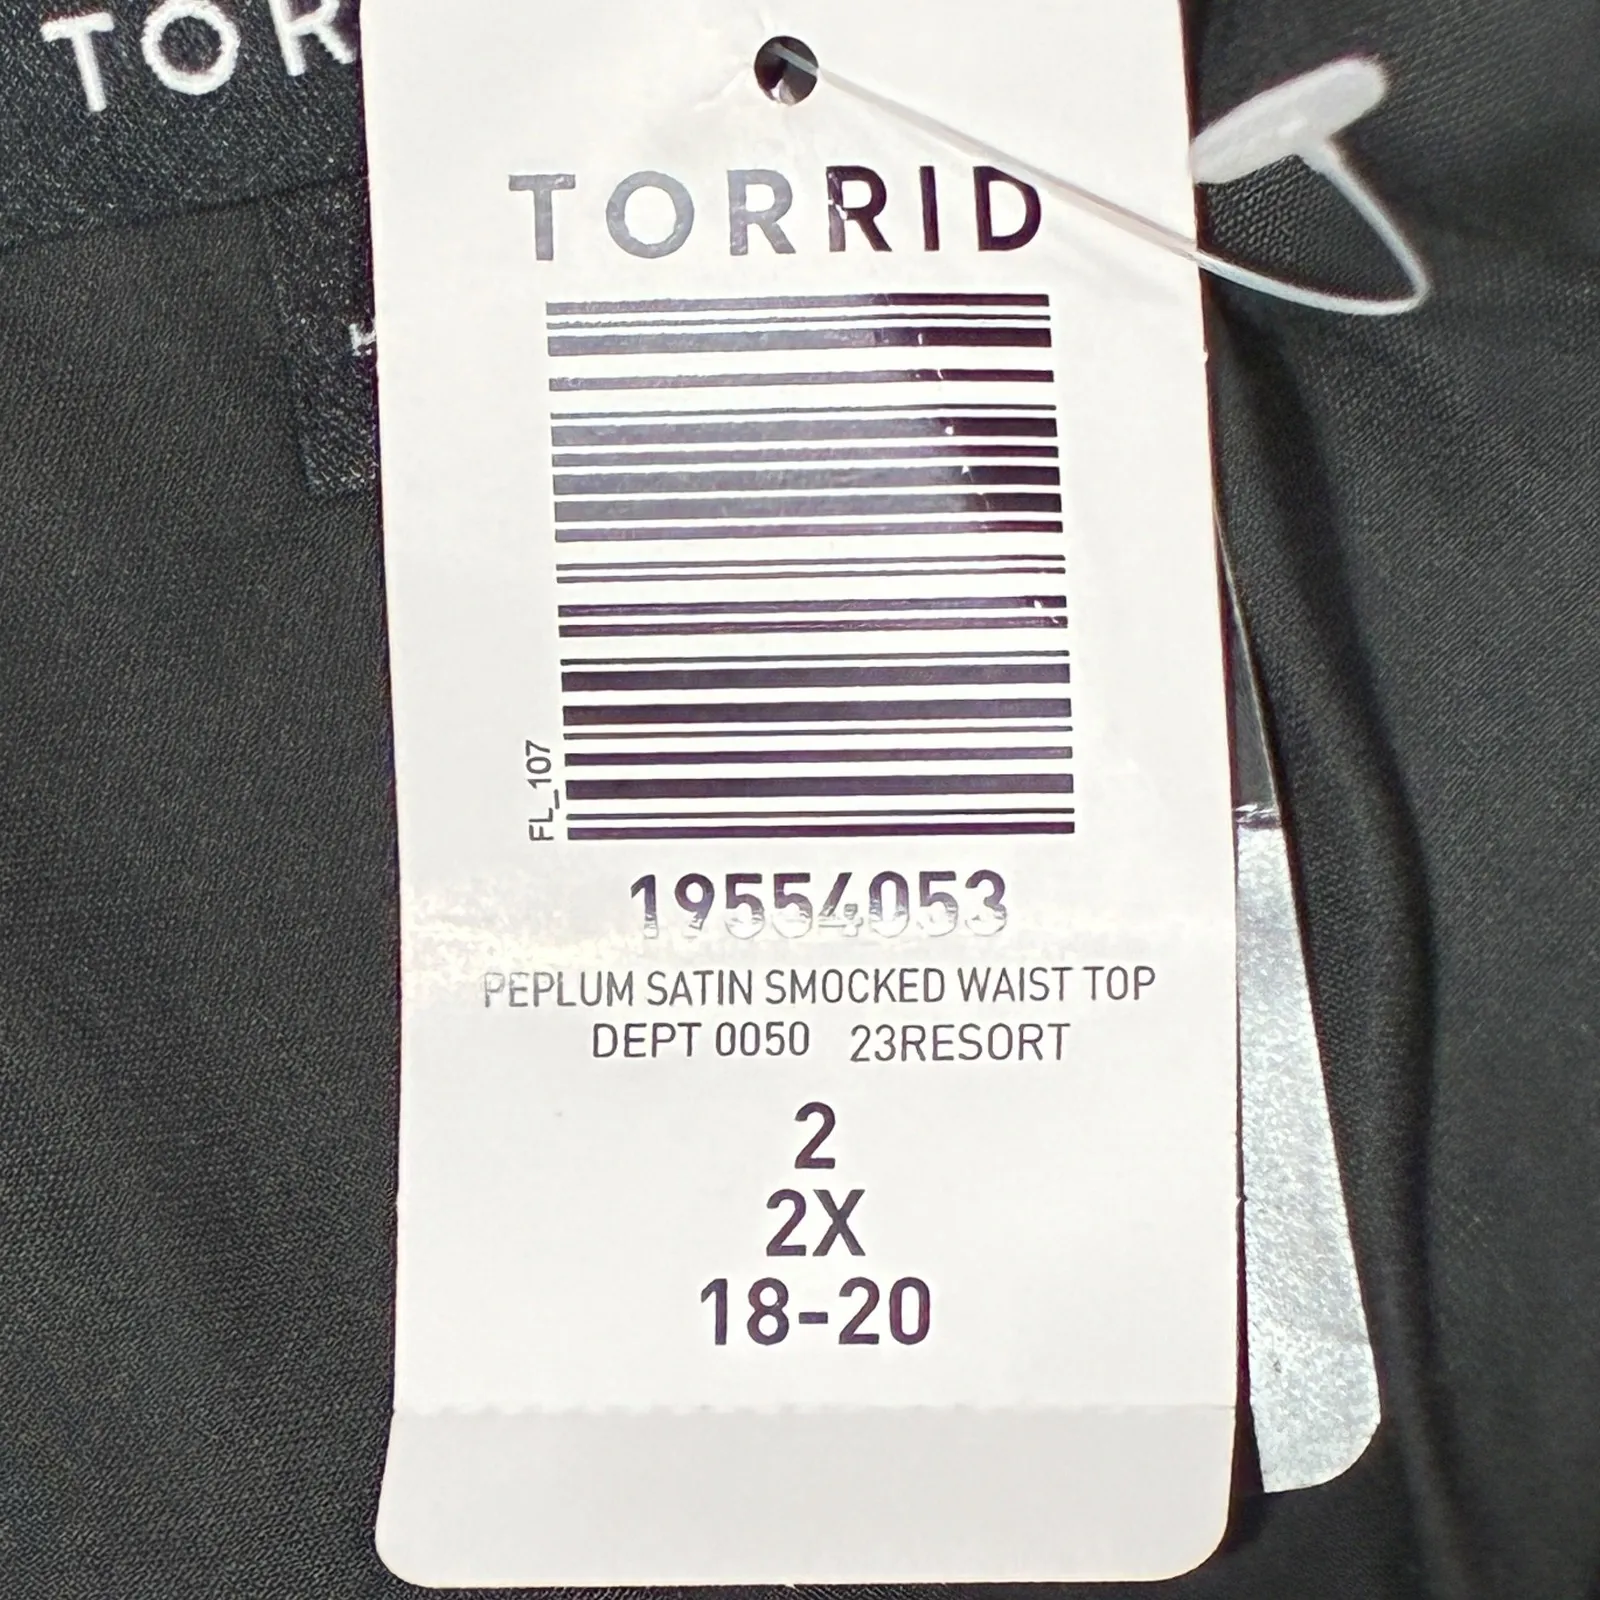 TOR
TORRID
FL_107
19554053
PEPLUM SATIN SMOCKED WAIST TOP
DEPT 0050 23RESORT
2
2X
18-20